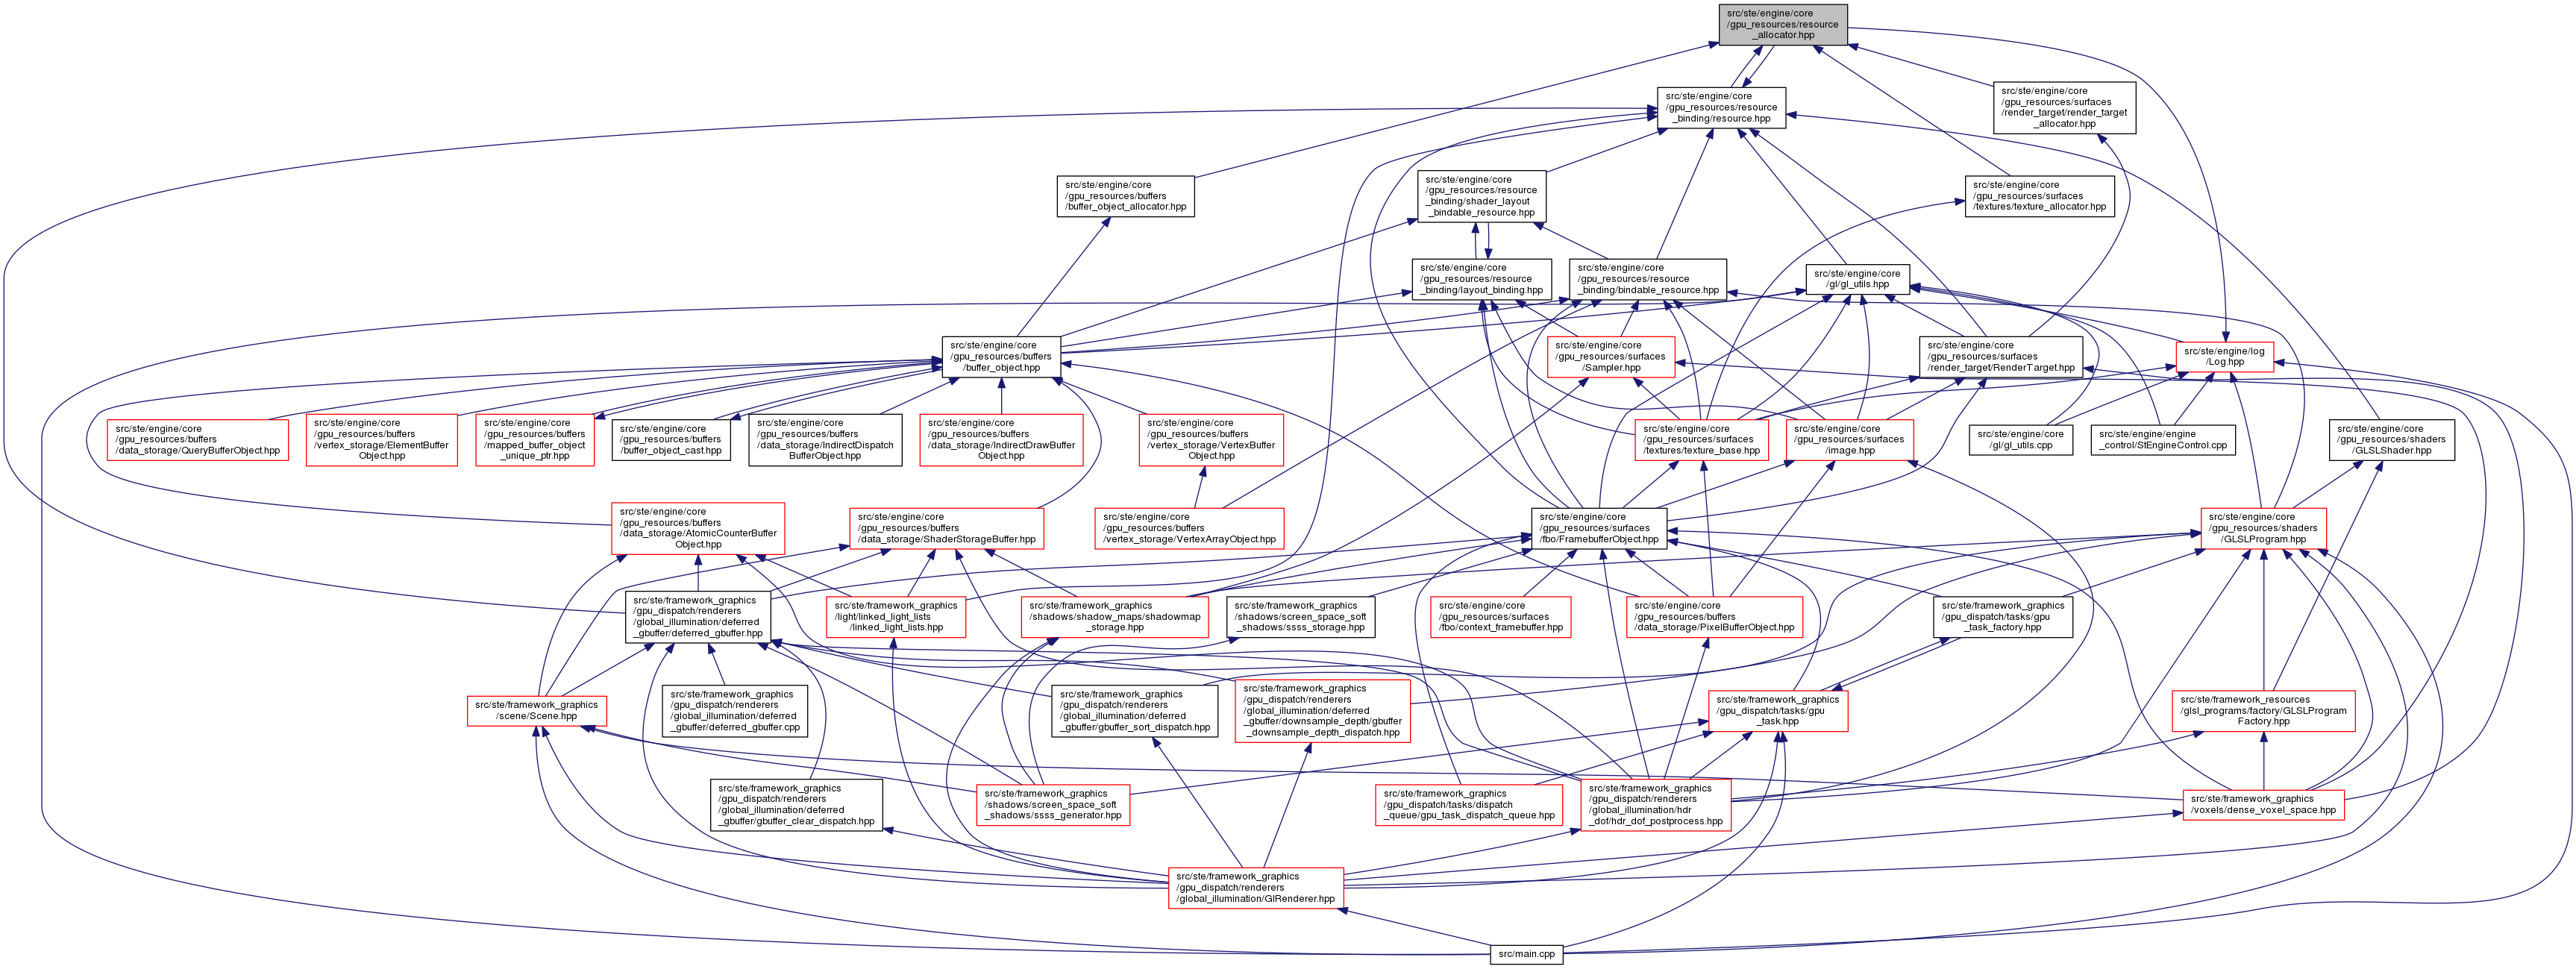 src/ste/engine/core
/gpu_resources/resource
_allocator.hpp
src/ste/engine/core
/gpu_resources/resource
_binding/resource.hpp
src/ste/engine/core
/gpu_resources/surfaces
/render_target/render_target
_allocator.hpp
src/ste/engine/core
/gpu_resources/buffers
/buffer_object_allocator.hpp
src/ste/engine/core
/gpu_resources/resource
_binding/shader_layout
_bindable_resource.hpp
src/ste/engine/core
/gpu_resources/surfaces
/textures/texture_allocator.hpp
src/ste/engine/core
/gpu_resources/resource
_binding/layout_binding.hpp
src/ste/engine/core
/gpu_resources/resource
_binding/bindable_resource.hpp
src/ste/engine/core
/gl/gl_utils.hpp
src/ste/engine/core
/gpu_resources/buffers
/buffer_object.hpp
src/ste/engine/core
/gpu_resources/surfaces
/Sampler.hpp
src/ste/engine/core
/gpu_resources/surfaces
/render_target/RenderTarget.hpp
src/ste/engine/log
/Log.hpp
src/ste/engine/core
/gpu_resources/buffers
/data_storage/QueryBufferObject.hpp
src/ste/engine/core
/gpu_resources/buffers
/vertex_storage/ElementBuffer
Object.hpp
src/ste/engine/core
/gpu_resources/buffers
/mapped_buffer_object
_unique_ptr.hpp
src/ste/engine/core
/gpu_resources/buffers
/buffer_object_cast.hpp
src/ste/engine/core
/gpu_resources/buffers
/data_storage/IndirectDispatch
BufferObject.hpp
src/ste/engine/core
/gpu_resources/buffers
/data_storage/IndirectDrawBuffer
Object.hpp
src/ste/engine/core
/gpu_resources/buffers
/vertex_storage/VertexBuffer
Object.hpp
src/ste/engine/core
/gpu_resources/surfaces
/textures/texture_base.hpp
src/ste/engine/core
/gpu_resources/surfaces
/image.hpp
src/ste/engine/core
/gl/gl_utils.cpp
src/ste/engine/engine
_control/StEngineControl.cpp
src/ste/engine/core
/gpu_resources/shaders
/GLSLShader.hpp
src/ste/engine/core
/gpu_resources/buffers
/data_storage/AtomicCounterBuffer
Object.hpp
src/ste/engine/core
/gpu_resources/buffers
/data_storage/ShaderStorageBuffer.hpp
src/ste/engine/core
/gpu_resources/buffers
/vertex_storage/VertexArrayObject.hpp
src/ste/engine/core
/gpu_resources/surfaces
/fbo/FramebufferObject.hpp
src/ste/engine/core
/gpu_resources/shaders
/GLSLProgram.hpp
src/ste/framework_graphics
/gpu_dispatch/renderers
/global_illumination/deferred
_gbuffer/deferred_gbuffer.hpp
src/ste/framework_graphics
/light/linked_light_lists
/linked_light_lists.hpp
src/ste/framework_graphics
/shadows/shadow_maps/shadowmap
_storage.hpp
src/ste/framework_graphics
/shadows/screen_space_soft
_shadows/ssss_storage.hpp
src/ste/engine/core
/gpu_resources/surfaces
/fbo/context_framebuffer.hpp
src/ste/engine/core
/gpu_resources/buffers
/data_storage/PixelBufferObject.hpp
src/ste/framework_graphics
/gpu_dispatch/tasks/gpu
_task_factory.hpp
src/ste/framework_graphics
/scene/Scene.hpp
src/ste/framework_graphics
/gpu_dispatch/renderers
/global_illumination/deferred
_gbuffer/deferred_gbuffer.cpp
src/ste/framework_graphics
/gpu_dispatch/renderers
/global_illumination/deferred
_gbuffer/gbuffer_sort_dispatch.hpp
src/ste/framework_graphics
/gpu_dispatch/renderers
/global_illumination/deferred
_gbuffer/downsample_depth/gbuffer
_downsample_depth_dispatch.hpp
src/ste/framework_graphics
/gpu_dispatch/tasks/gpu
_task.hpp
src/ste/framework_resources
/glsl_programs/factory/GLSLProgram
Factory.hpp
src/ste/framework_graphics
/gpu_dispatch/renderers
/global_illumination/deferred
_gbuffer/gbuffer_clear_dispatch.hpp
src/ste/framework_graphics
/shadows/screen_space_soft
_shadows/ssss_generator.hpp
src/ste/framework_graphics
/gpu_dispatch/tasks/dispatch
_queue/gpu_task_dispatch_queue.hpp
src/ste/framework_graphics
/gpu_dispatch/renderers
/global_illumination/hdr
_dof/hdr_dof_postprocess.hpp
src/ste/framework_graphics
/voxels/dense_voxel_space.hpp
src/ste/framework_graphics
/gpu_dispatch/renderers
/global_illumination/GIRenderer.hpp
src/main.cpp